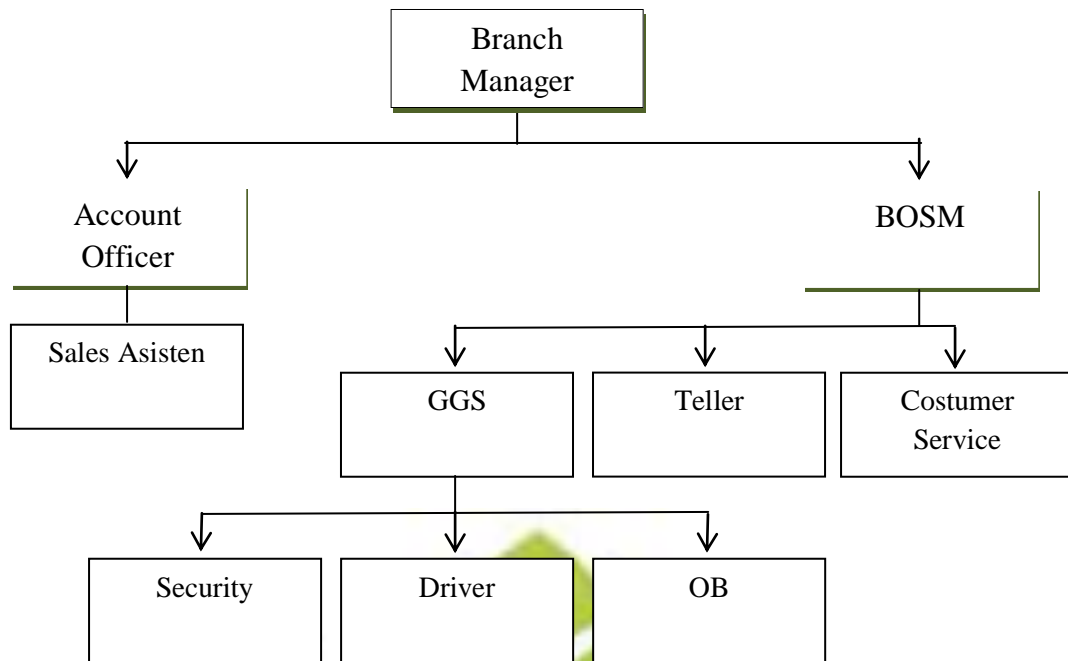 Branch
Manager
Account
Officer
BOSM
Sales Asisten
GGS
Teller
Costumer
Service
Security
Driver
OB